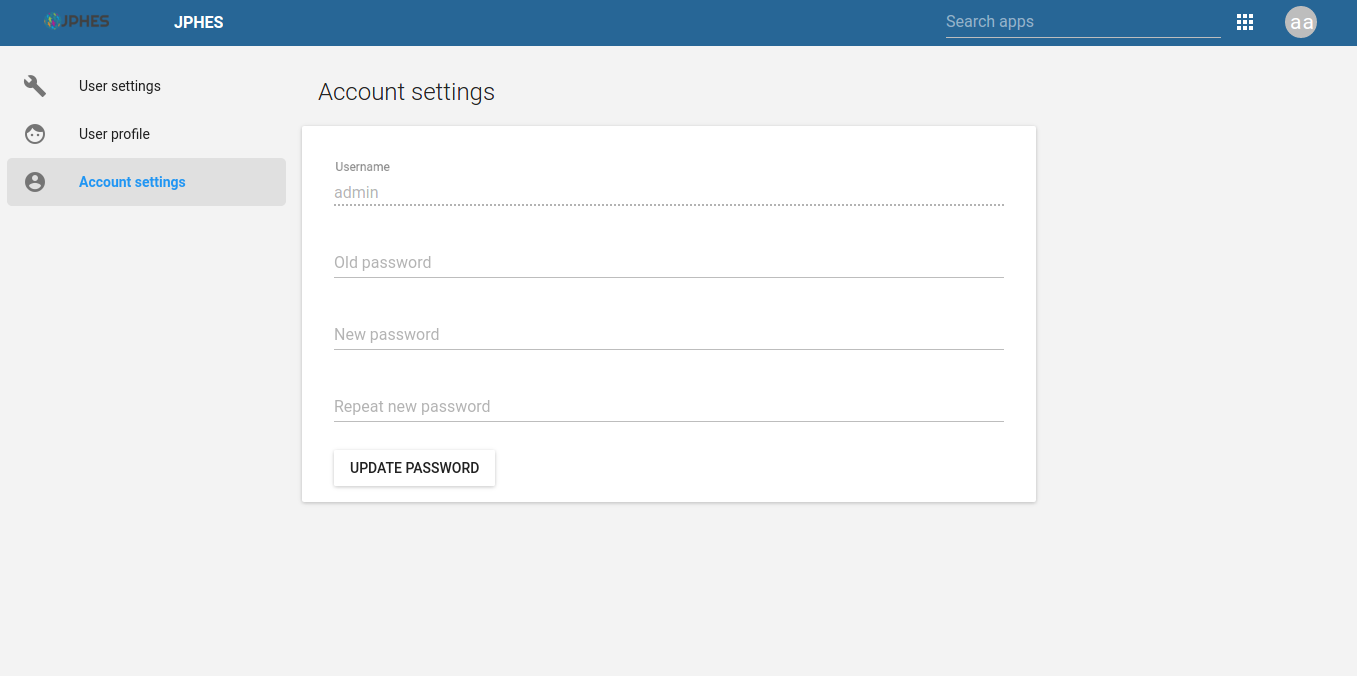 JPHES
JPHES
Search apps
aa
User settings
User profile
Account settings
Account settings
Username
admin
Old password
New password
Repeat new password
UPDATE PASSWORD